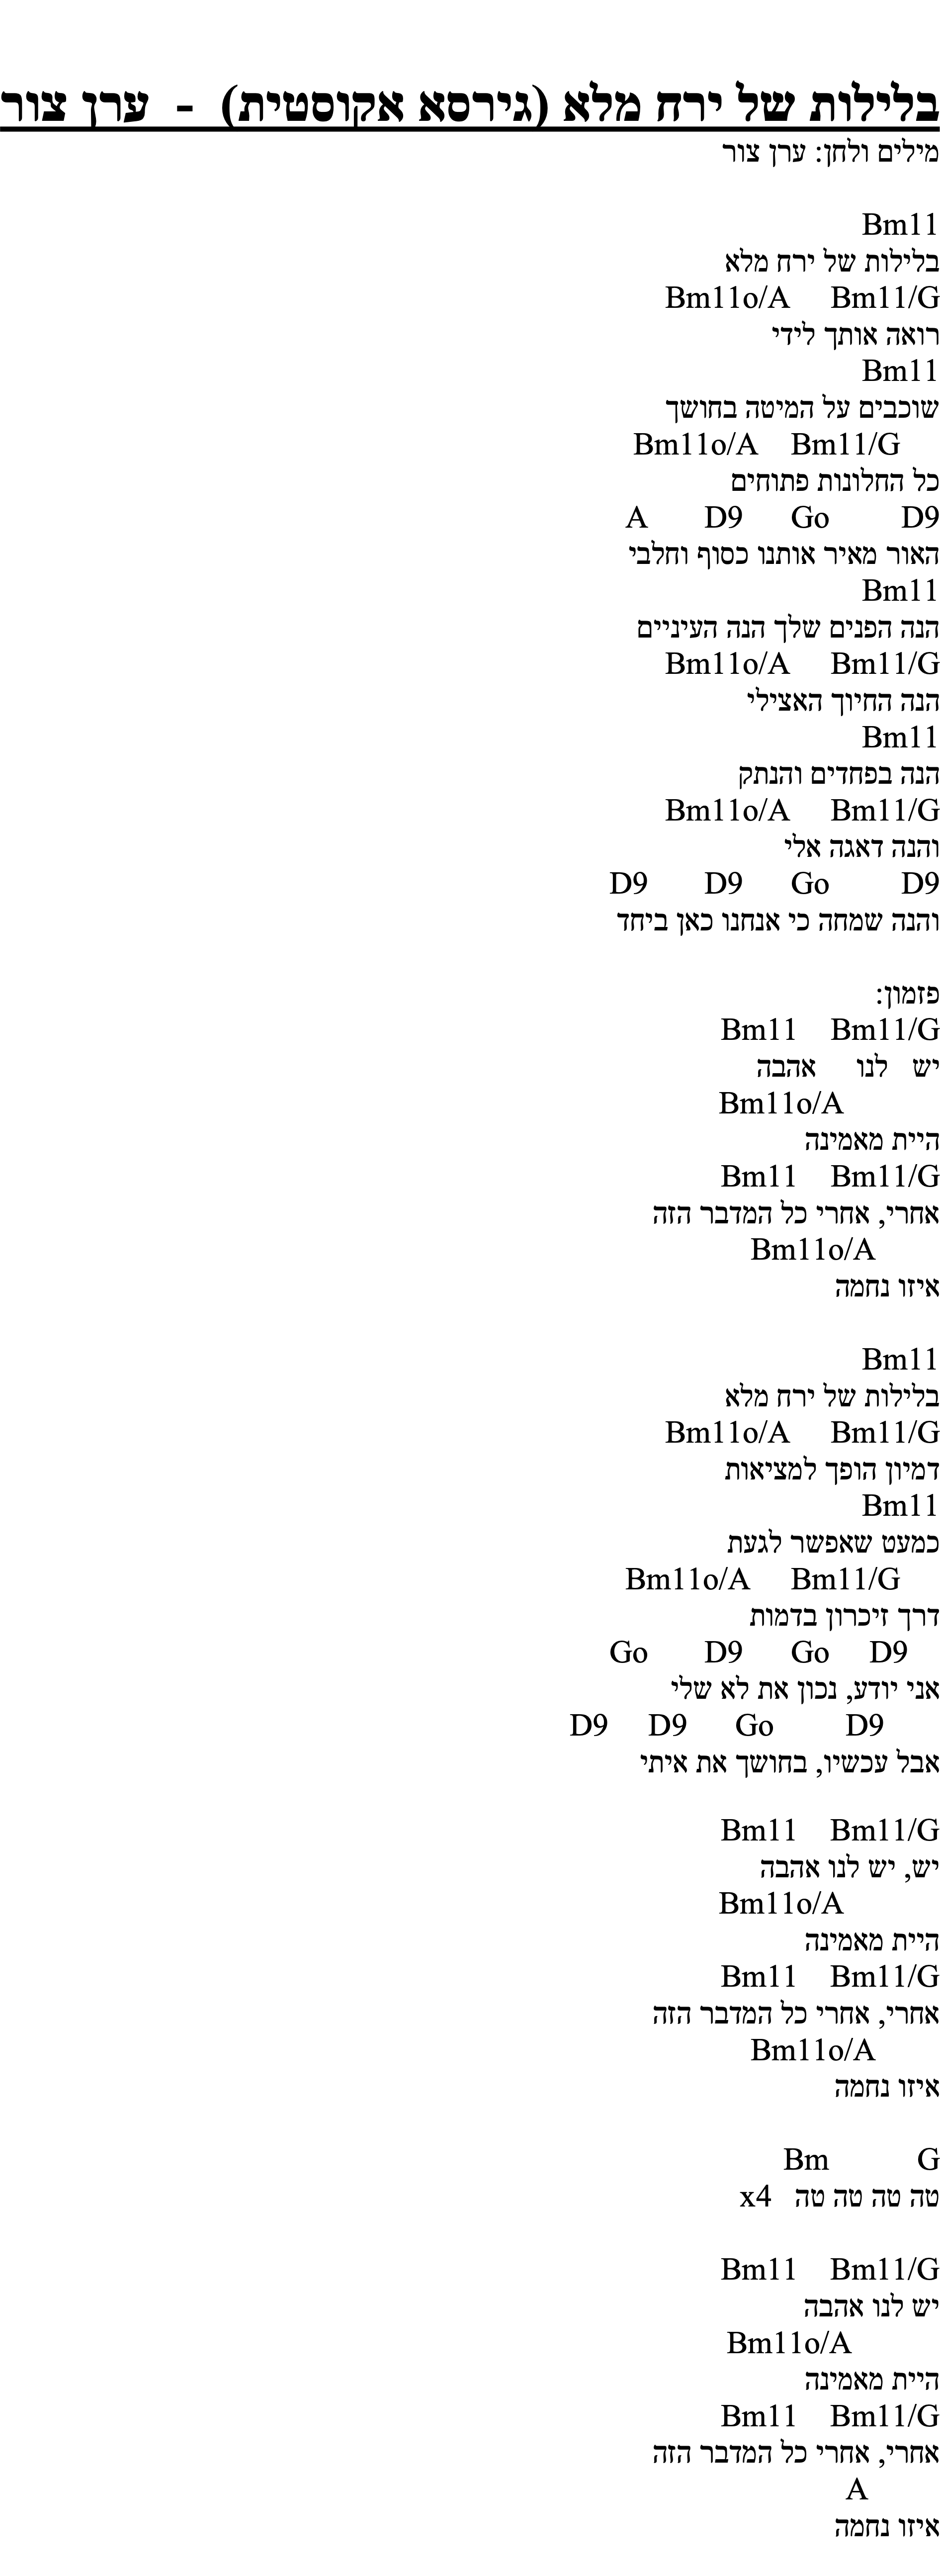 בלילות של ירח מלא (גירסא אקוסטית) - ערן צור
מילים ולחן: ערן צור
Bm11
בלילות של ירח מלא
Bm11o/A Bm11/G
רואה אותך לידי
Bm11
שוכבים על המיטה בחושך
Bm11o/A Bm11/G
כל החלונות פתוחים
A D9 Go D9
האור מאיר אותנו כסוף וחלבי
Bm11
הנה הפנים שלך הנה העיניים
Bm11o/A Bm11/G
הנה החיוך האצילי
Bm11
הנה בפחדים והנתק
Bm11o/A Bm11/G
והנה דאגה אלי
D9 D9 Go D9
והנה שמחה כי אנחנו כאן ביחד
פזמון:
Bm11 Bm11/G
יש לנו אהבה
Bm11o/A
היית מאמינה
Bm11 Bm11/G
אחרי, אחרי כל המדבר הזה
Bm11o/A
איזו נחמה
Bm11
בלילות של ירח מלא
Bm11o/A Bm11/G
דמיון הופך למציאות
Bm11
כמעט שאפשר לגעת
Bm11o/A Bm11/G
דרך זיכרון בדמות
Go D9 Go D9
אני יודע, נכון את לא שלי
D9 D9 Go D9
אבל עכשיו, בחושך את איתי
Bm11 Bm11/G
יש, יש לנו אהבה
Bm11o/A
היית מאמינה
Bm11 Bm11/G
אחרי, אחרי כל המדבר הזה
Bm11o/A
איזו נחמה
Bm G
טה טה טה טה x4
Bm11 Bm11/G
יש לנו אהבה
Bm11o/A
היית מאמינה
Bm11 Bm11/G
אחרי, אחרי כל המדבר הזה
A
איזו נחמה